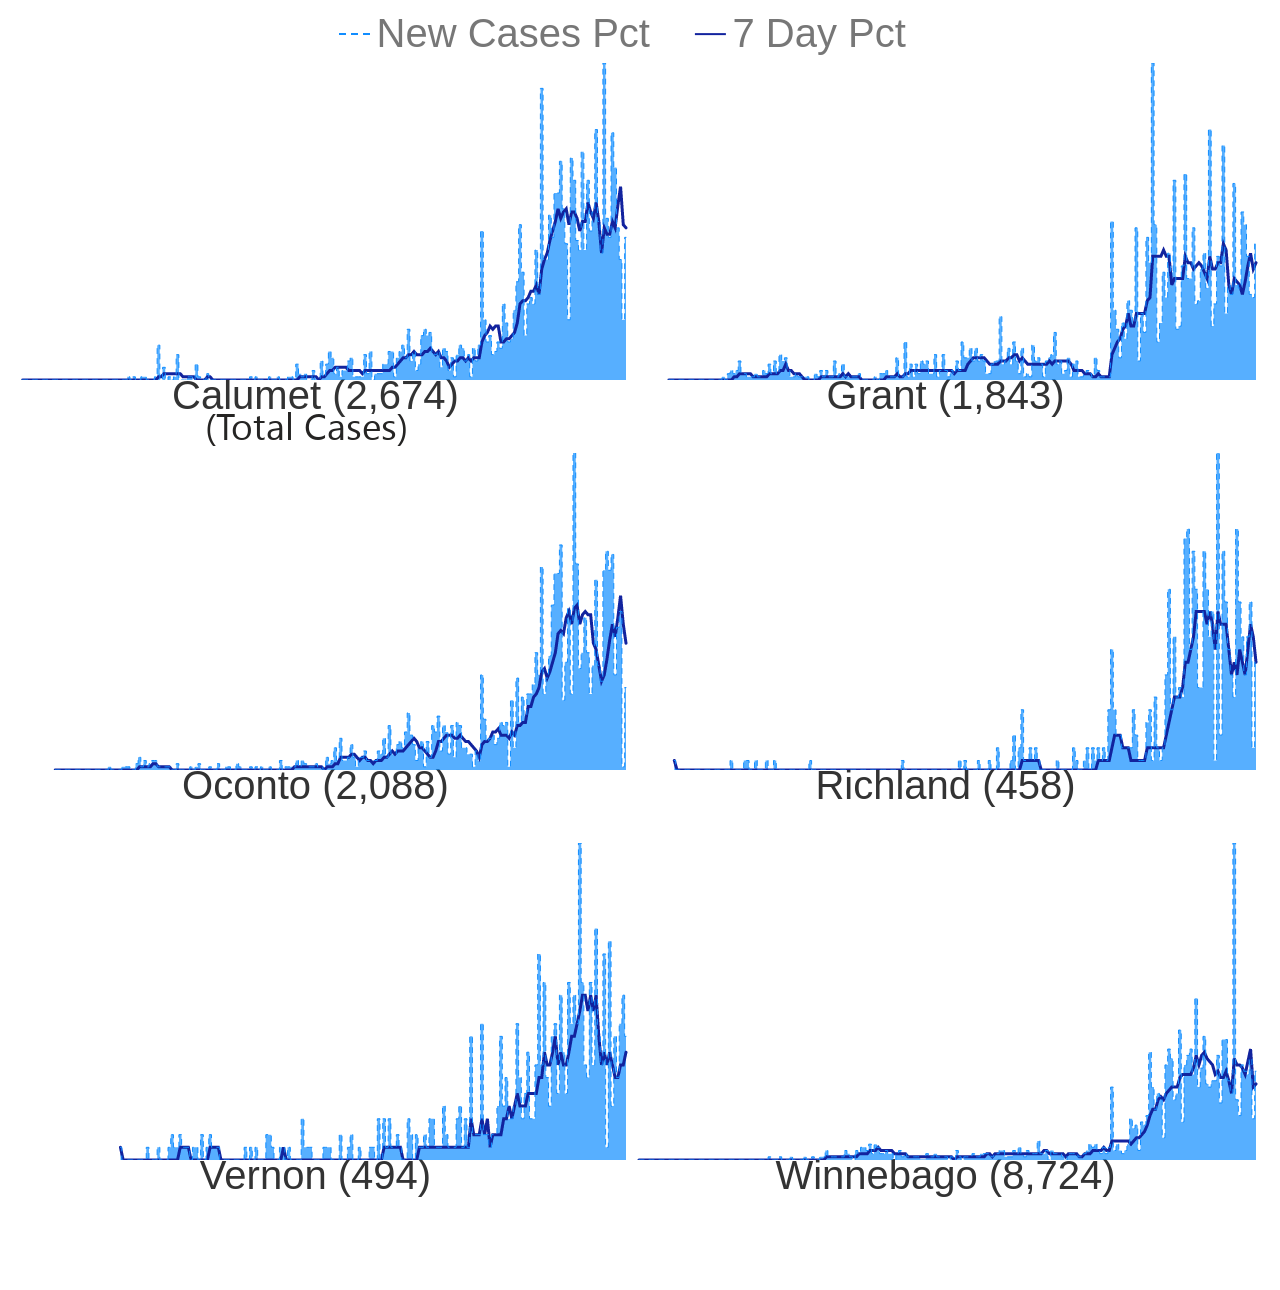 New Cases Pct 7 Day Pct
Calumet (2,674) Grant (1,843)
(Total Cases)
Oconto (2,088) Richland (458)
Vernon (494) Winnebago (8,724)